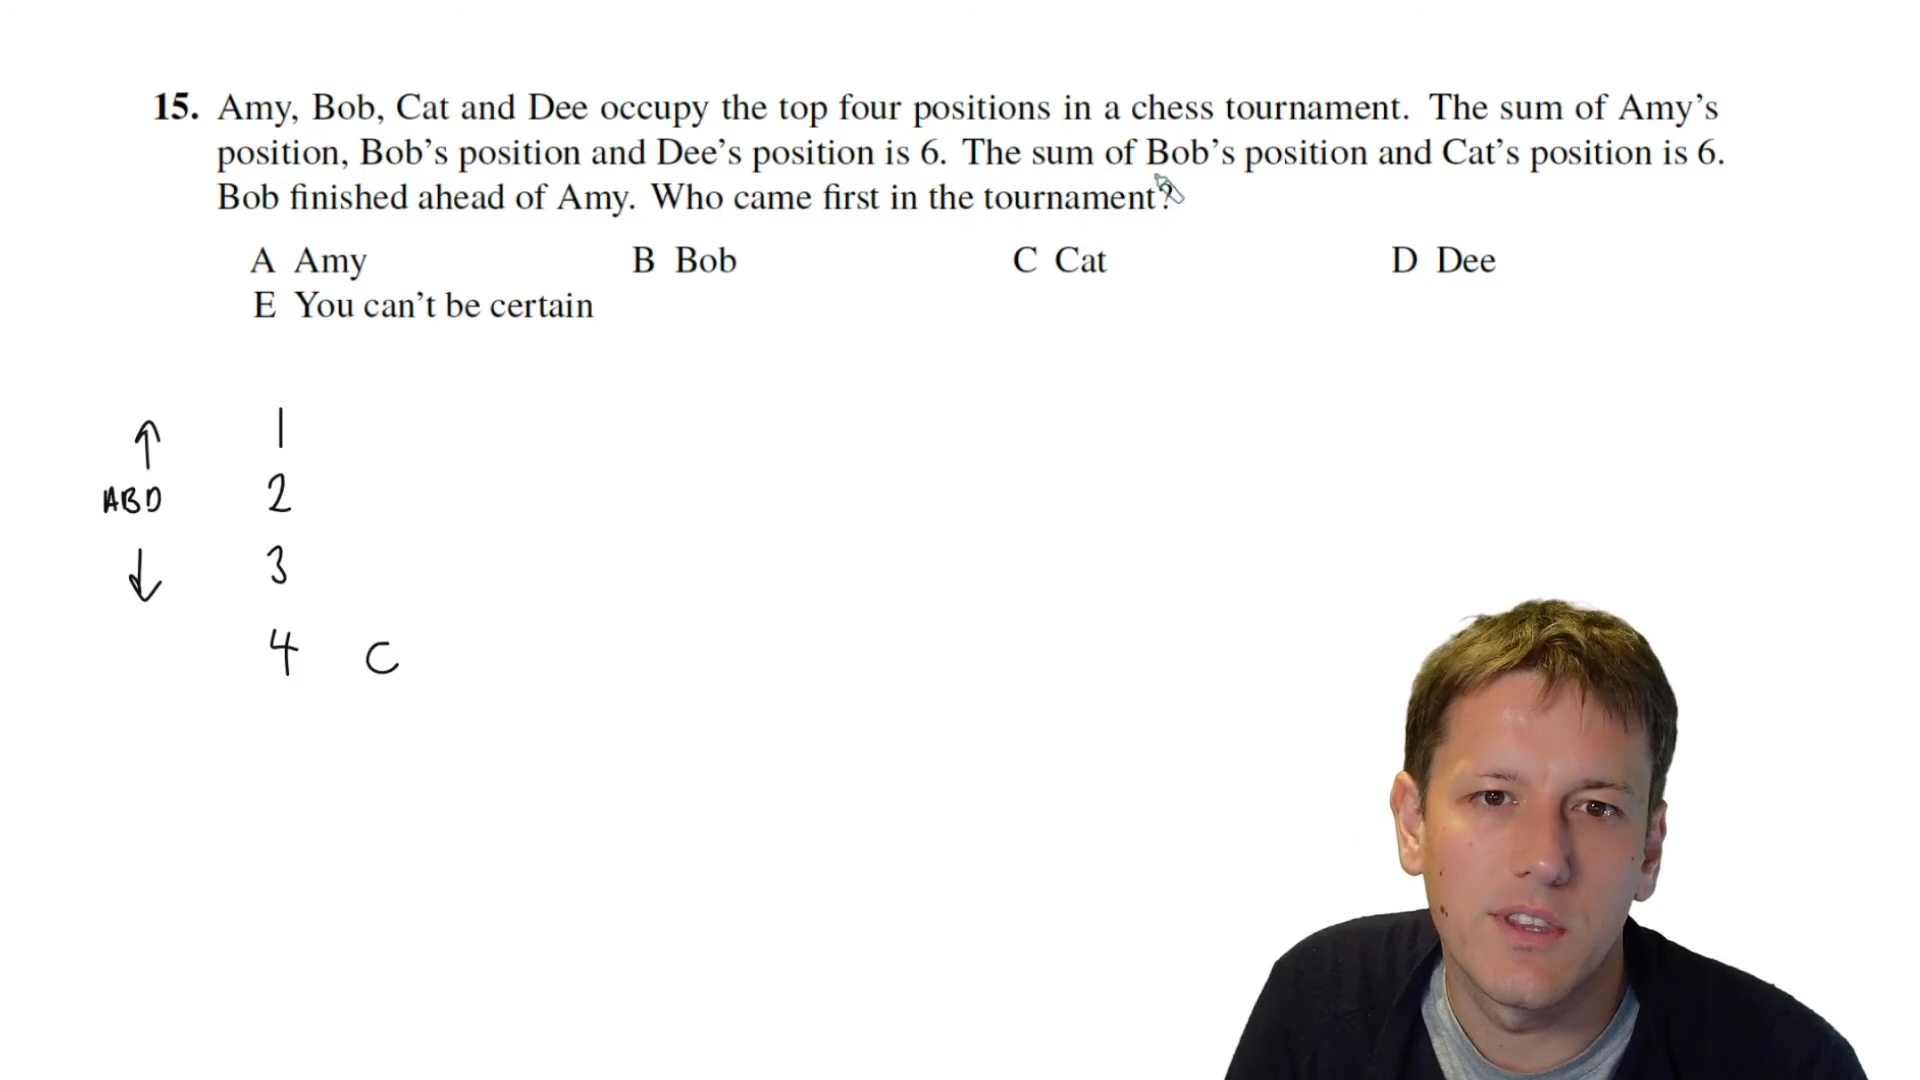 15. Amy, Bob, Cat and Dee occupy the top four positions in a chess tournament. The sum of Amy’s
position, Bob’s position and Dee’s position is 6. The sum of Bob’s position and Cat’s position is 6.
Bob finished ahead of Amy. Who came first in the tournament?
A Amy B Bob C Cat D Dee
E You can’t be certain
1
ABD 2
3
4 C